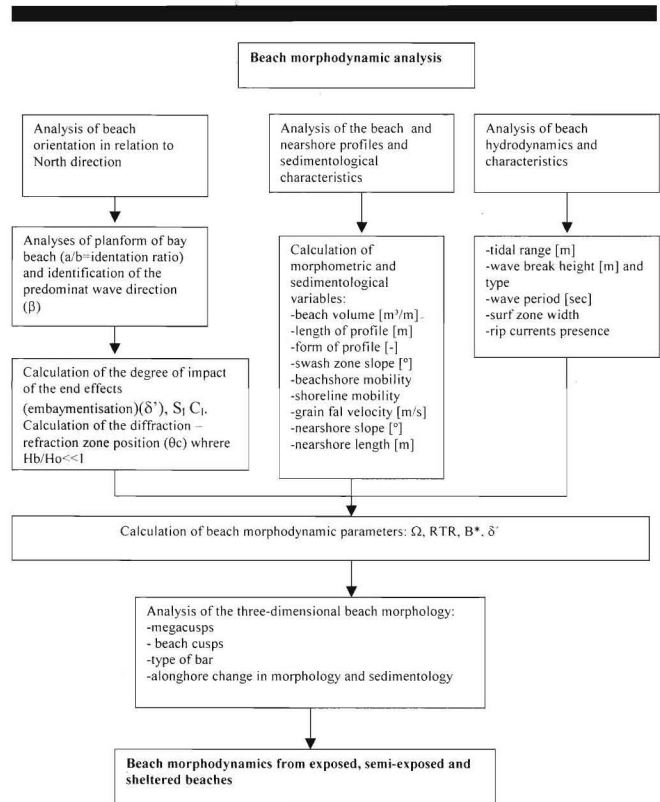 Beach morphodynamic analysis
Analysis of beach
orientation in relation to
North direction
Analysis of the beach and
nearshore profiles and
sedimentological
characteristics
Analysis of beach
hydrodynamics and
characteristics
Analyses of planform of bay
beach (a/b=identation ratio)
and identification of the
predominat wave direction
(β)
Calculation of
morphometric and
sedimentological
variables:
-beach volume [m³/m]
-length of profile [m]
-form of profile [-]
-swash zone slope [º]
-beachshore mobility
-shoreline mobility
-grain fal velocity [m/s]
-nearshore slope [º]
-nearshore length [m]
-tidal range [m]
-wave break height [m] and
type
-wave period [sec]
-surf zone width
-rip currents presence
Calculation of the degree of impact
of the end effects
(embaymentisation)(δ'), S₁ C₁.
Calculation of the diffraction –
refraction zone position (θc) whrere
Hb/Ho<<1
Calculation of beach morphodynamic parameters: Ω, RTR, B*, δ´
Analysis of the three-dimensional beach morphology:
-megacusps
- beach cusps
-type of bar
-alonghore change in morphology and sedimentology
Beach morphodynamics from exposed, semi-exposed and
sheltered beaches